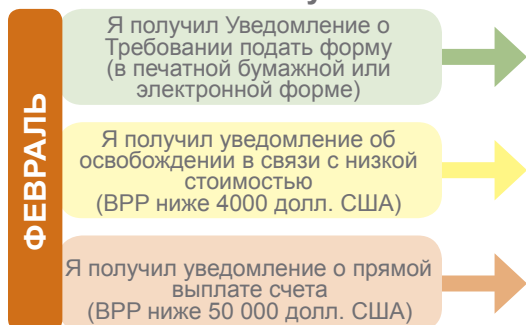 ФЕВРАЛЬ
Я получил Уведомление о
Требовании подать форму
(в печатной бумажной или
электронной форме)
Я получил уведомление об
освобождении в связи с низкой
стоимостью
(ВРР ниже 4000 долл. США)
Я получил уведомление о прямой
выплате счета
(ВРР ниже 50 000 долл. США)